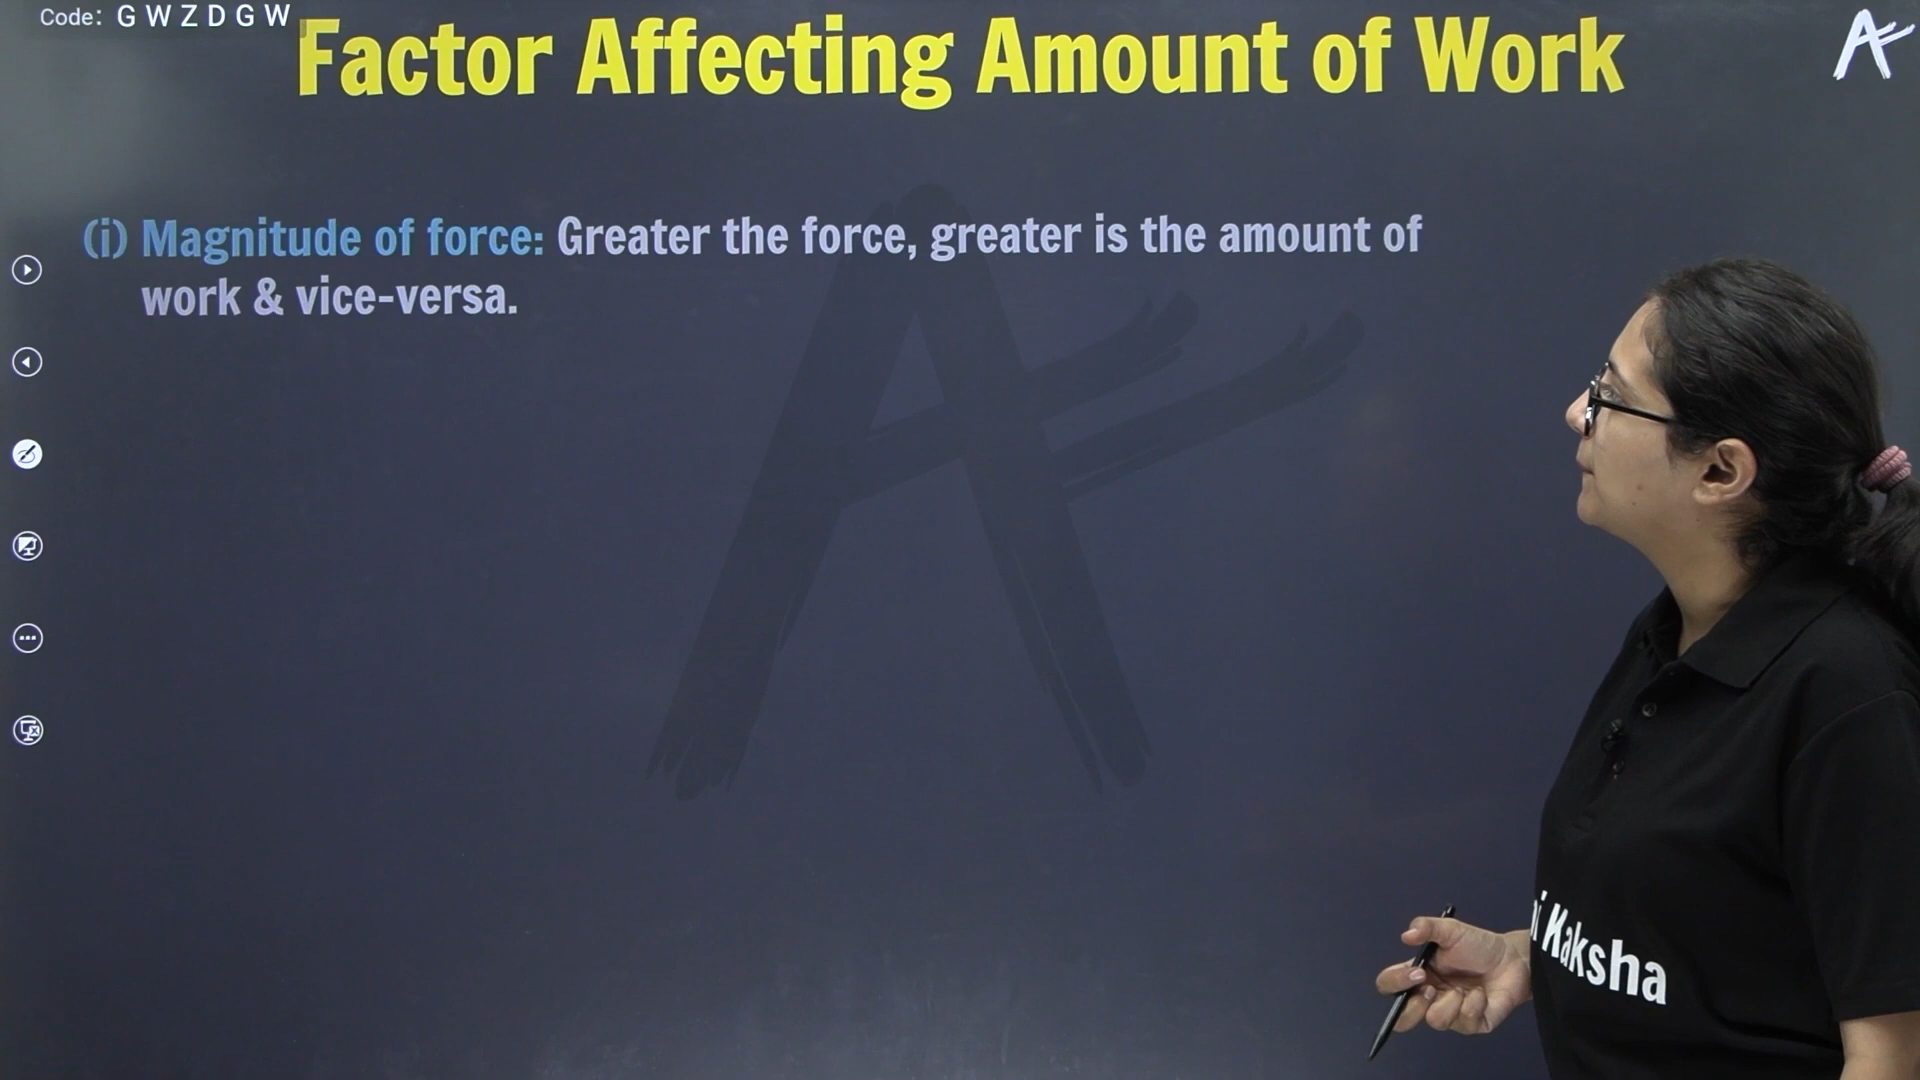 Code: GWZDGW
Factor Affecting Amount of Work
(i) Magnitude of force: Greater the force, greater is the amount of
work & vice-versa.
Kaksha